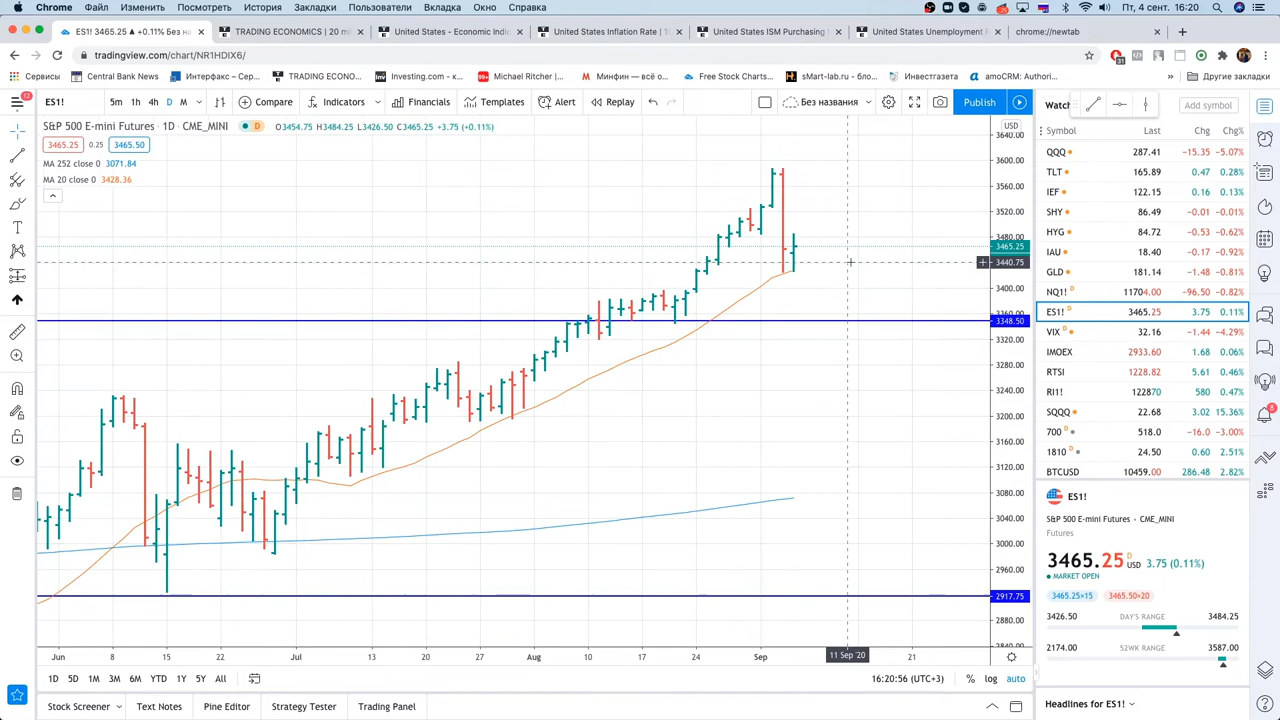 Chrome Файл Изменить Посмотреть История Закладки Пользователи Вкладка Окно Справка Пт, 4 сент. 16:20
ES1! 3465.25 ▲ +0.11% Без на TRADING ECONOMICS | 20 mi United States - Economic Indic United States Inflation Rate | 1 United States ISM Purchasing United States Unemployment R chrome://newtab
tradingview.com/chart/NR1HDIX6/
Сервисы Central Bank News Интерфакс – Сер... TRADING ECONO... Investing.com - к... Michael Ritcher |... Минфин — всё о... Free Stock Charts... sMart-lab.ru - бло... Инвестгазета amoCRM: Authori... » Другие закладки
ES1! 5m 1h 4h D M Compare Indicators Financials Templates Alert Replay Без названия Publish Watch Add symbol
S&P 500 E-mini Futures · 1D · CME_MINI D O3454.75 H3484.25 L3426.50 C3465.25 +3.75 (+0.11%)
3465.25 0.25 3465.50
MA 252 close 0 3071.84
MA 20 close 0 3428.36
USD
3640.00
3600.00
3560.00
3520.00
3480.00
3465.25
3440.75
3400.00
3360.00
3348.50
3320.00
3280.00
3240.00
3200.00
3160.00
3120.00
3080.00
3040.00
3000.00
2960.00
2917.75
2880.00
2840.00
Jun 8 15 22 Jul 13 20 27 Aug 10 17 24 Sep 11 Sep '20 21
1D 5D 1M 3M 6M YTD 1Y 5Y All 16:20:56 (UTC+3) % log auto
Stock Screener Text Notes Pine Editor Strategy Tester Trading Panel
Symbol Last Chg Chg%
QQQ 287.41 −15.35 −5.07%
TLT 165.89 0.47 0.28%
IEF 122.15 0.16 0.13%
SHY 86.49 −0.01 −0.01%
HYG 84.72 −0.53 −0.62%
IAU 18.40 −0.17 −0.92%
GLD 181.14 −1.48 −0.81%
NQ1! D 11704.00 −96.50 −0.82%
ES1! D 3465.25 3.75 0.11%
VIX D 32.16 −1.44 −4.29%
IMOEX 2933.60 1.68 0.06%
RTSI 1228.82 5.61 0.46%
RI1! 122870 580 0.47%
SQQQ 22.68 3.02 15.36%
700 D 518.0 −16.0 −3.00%
1810 D 24.50 0.60 2.51%
BTCUSD 10459.00 286.48 2.82%
ES1!
S&P 500 E-mini Futures · CME_MINI
Futures
3465.25 D USD 3.75 (0.11%)
MARKET OPEN
3465.25×15 3465.50×20
3426.50 DAY'S RANGE 3484.25
2174.00 52WK RANGE 3587.00
Headlines for ES1!